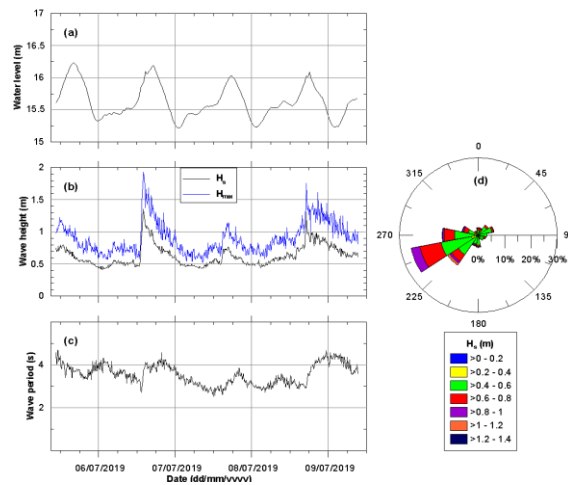 (a)
Water level (m)
17
16.5
16
15.5
15
(b)
Wave height (m)
2
1.5
1
0.5
0
Hs
Hmax
(c)
Wave period (s)
4
2
06/07/2019
07/07/2019
08/07/2019
09/07/2019
Date (dd/mm/yyyy)
(d)
0
45
9
135
180
225
270
315
0%
10%
20%
30%
Hs (m)
>0 - 0.2
>0.2 - 0.4
>0.4 - 0.6
>0.6 - 0.8
>0.8 - 1
>1 - 1.2
>1.2 - 1.4